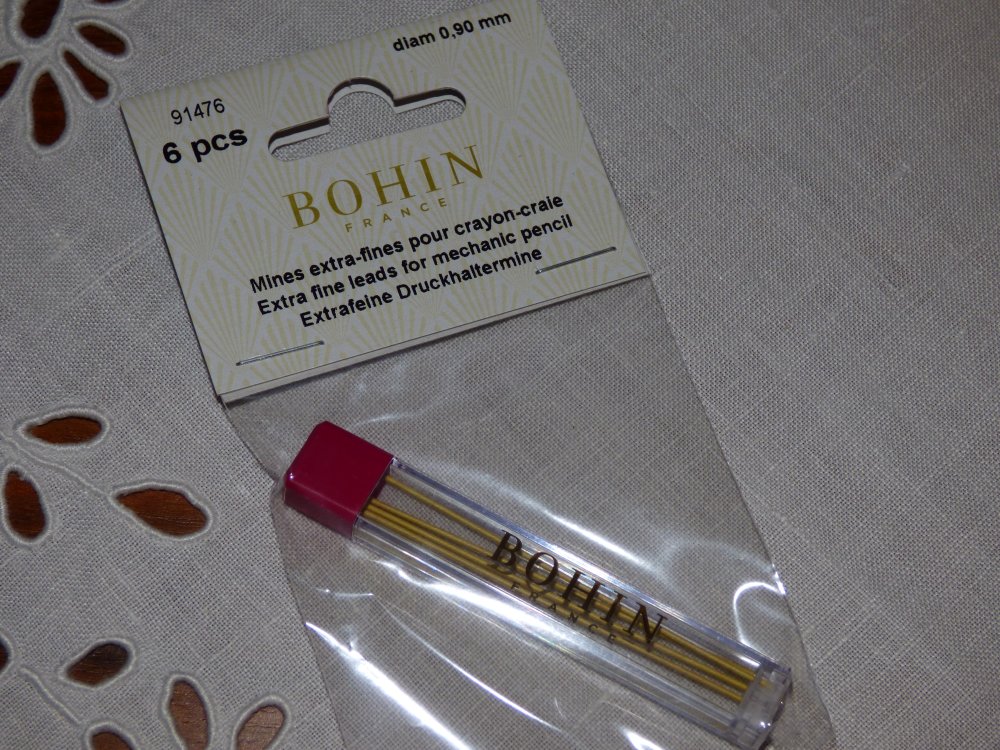 diam 0,90 mm
91476
6 pcs
BOHIN
FRANCE
Mines extra-fines pour crayon-craie
Extra fine leads for mechanic pencil
Extrafeine Druckhaltermine
BOHIN
FRANCE